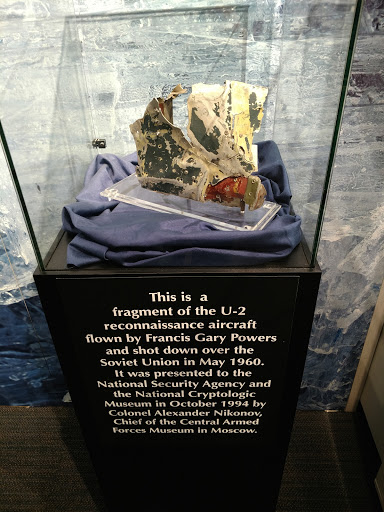 This is a
fragment of the U-2
reconnaissance aircraft
flown by Francis Gary Powers
and shot down over the
Soviet Union in May 1960.
It was presented to the
National Security Agency and
the National Cryptologic
Museum in October 1994 by
Colonel Alexander Nikonov,
Chief of the Central Armed
Forces Museum in Moscow.